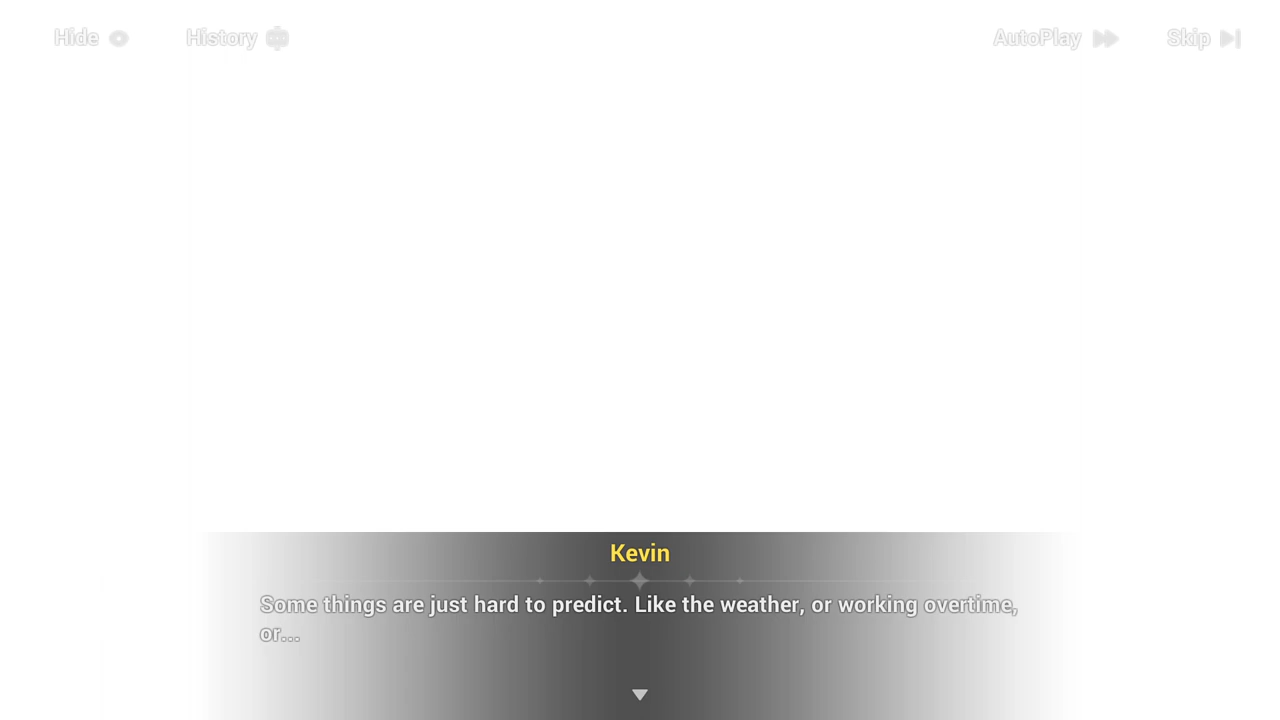 Hide
History
AutoPlay
Skip
Kevin
Some things are just hard to predict. Like the weather, or working overtime,
or...